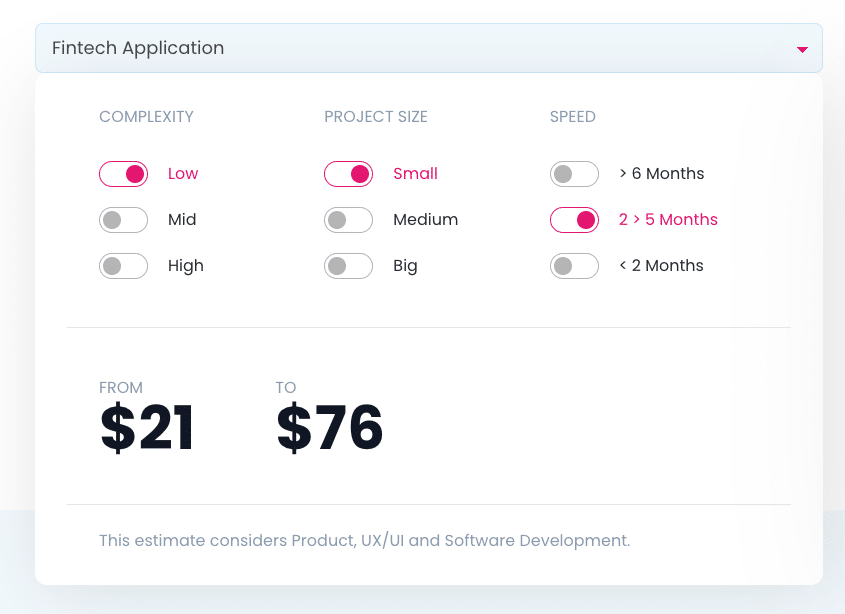 Fintech Application
COMPLEXITY
Low
Mid
High
PROJECT SIZE
Small
Medium
Big
SPEED
> 6 Months
2 > 5 Months
< 2 Months
FROM
$21
TO
$76
This estimate considers Product, UX/UI and Software Development.